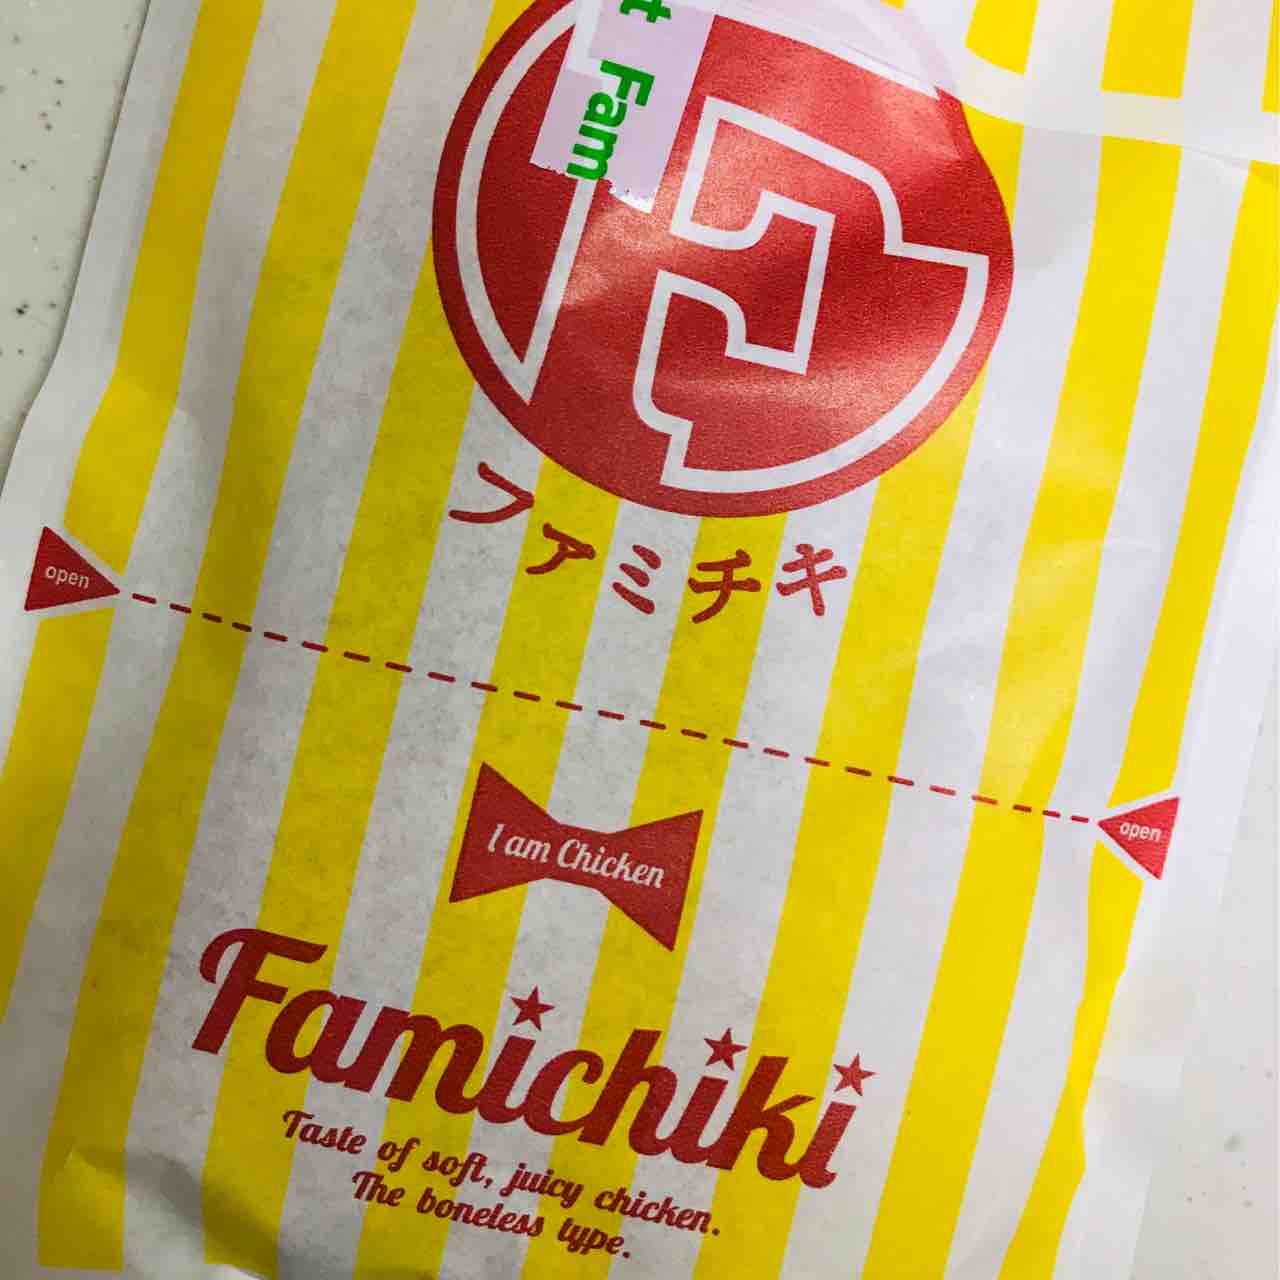 t Fam
ファミチキ
open
open
I am Chicken
Famichiki
Taste of soft, juicy chicken.
The boneless type.